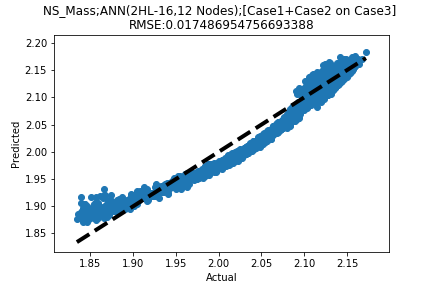 NS_Mass;ANN(2HL-16,12 Nodes);[Case1+Case2 on Case3]
RMSE:0.017486954756693388
2.20
2.15
2.10
2.05
2.00
1.95
1.90
1.85
Predicted
1.85 1.90 1.95 2.00 2.05 2.10 2.15
Actual